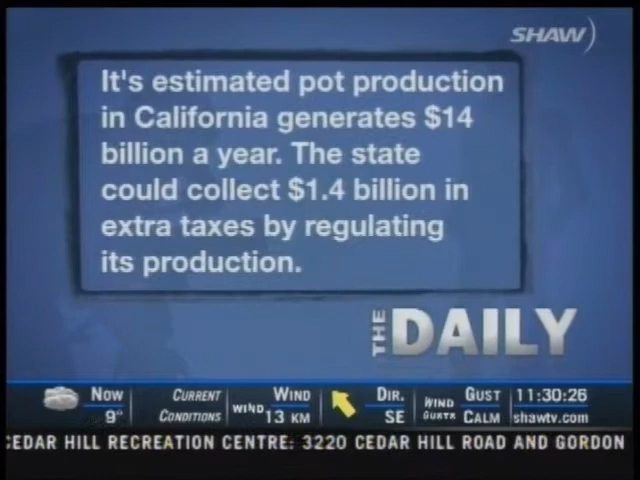 SHAW)
It's estimated pot production
in California generates $14
billion a year. The state
could collect $1.4 billion in
extra taxes by regulating
its production.
THE DAILY
Now CURRENT WIND DIR. GUST 11:30:26
9° CONDITIONS WIND 13 KM SE WIND GUSTS CALM shawtv.com
CEDAR HILL RECREATION CENTRE: 3220 CEDAR HILL ROAD AND GORDON